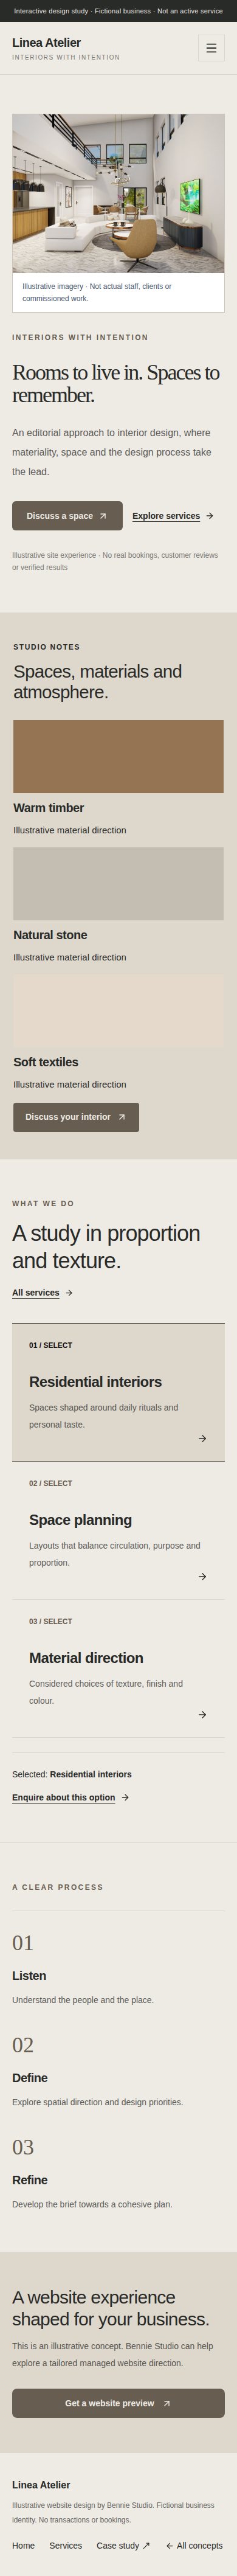 Interactive design study · Fictional business · Not an active service
Linea Atelier
INTERIORS WITH INTENTION
Illustrative imagery · Not actual staff, clients or
commissioned work.
INTERIORS WITH INTENTION
Rooms to live in. Spaces to
remember.
An editorial approach to interior design, where
materiality, space and the design process take
the lead.
Discuss a space
Explore services
Illustrative site experience · No real bookings, customer reviews
or verified results
STUDIO NOTES
Spaces, materials and
atmosphere.
Warm timber
Illustrative material direction
Natural stone
Illustrative material direction
Soft textiles
Illustrative material direction
Discuss your interior
WHAT WE DO
A study in proportion
and texture.
All services
01 / SELECT
Residential interiors
Spaces shaped around daily rituals and
personal taste.
02 / SELECT
Space planning
Layouts that balance circulation, purpose and
proportion.
03 / SELECT
Material direction
Considered choices of texture, finish and
colour.
Selected: Residential interiors
Enquire about this option
A CLEAR PROCESS
01
Listen
Understand the people and the place.
02
Define
Explore spatial direction and design priorities.
03
Refine
Develop the brief towards a cohesive plan.
A website experience
shaped for your business.
This is an illustrative concept. Bennie Studio can help
explore a tailored managed website direction.
Get a website preview
Linea Atelier
Illustrative website design by Bennie Studio. Fictional business
identity. No transactions or bookings.
Home Services Case study ↗ ← All concepts